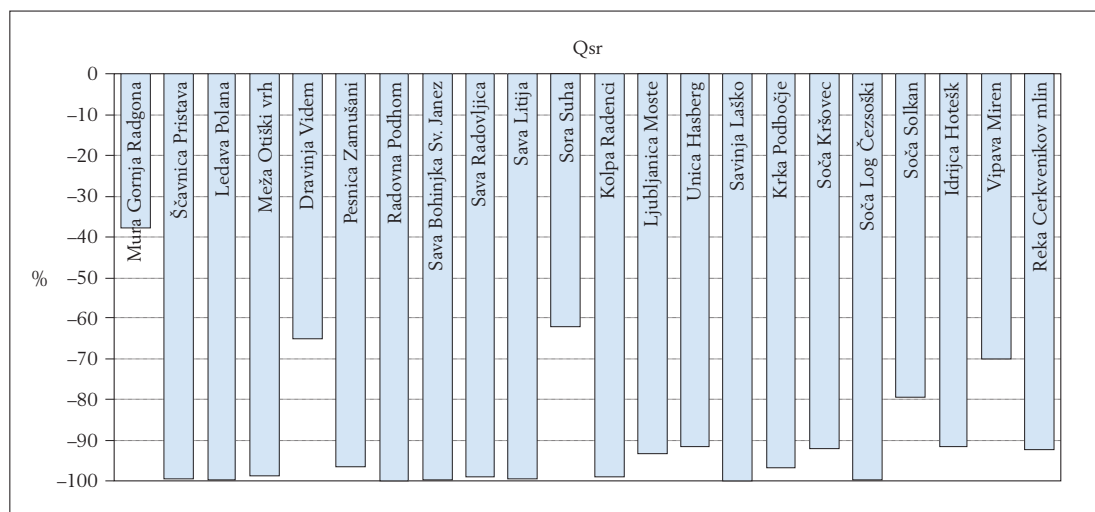 Qsr
0
–10
–20
–30
–40
–50
–60
–70
–80
–90
–100
%
Mura Gornja Radgona
Ščavnica Pristava
Ledava Polana
Meža Otiški vrh
Dravinja Videm
Pesnica Zamušani
Radovna Podhom
Sava Bohinjka Sv. Janez
Sava Radovljica
Sava Litija
Sora Suha
Kolpa Radenci
Ljubljanica Moste
Unica Hasberg
Savinja Laško
Krka Podbočje
Soča Kršovec
Soča Log Čezsoški
Soča Solkan
Idrijca Hotešk
Vipava Miren
Reka Cerkvenikov mlin